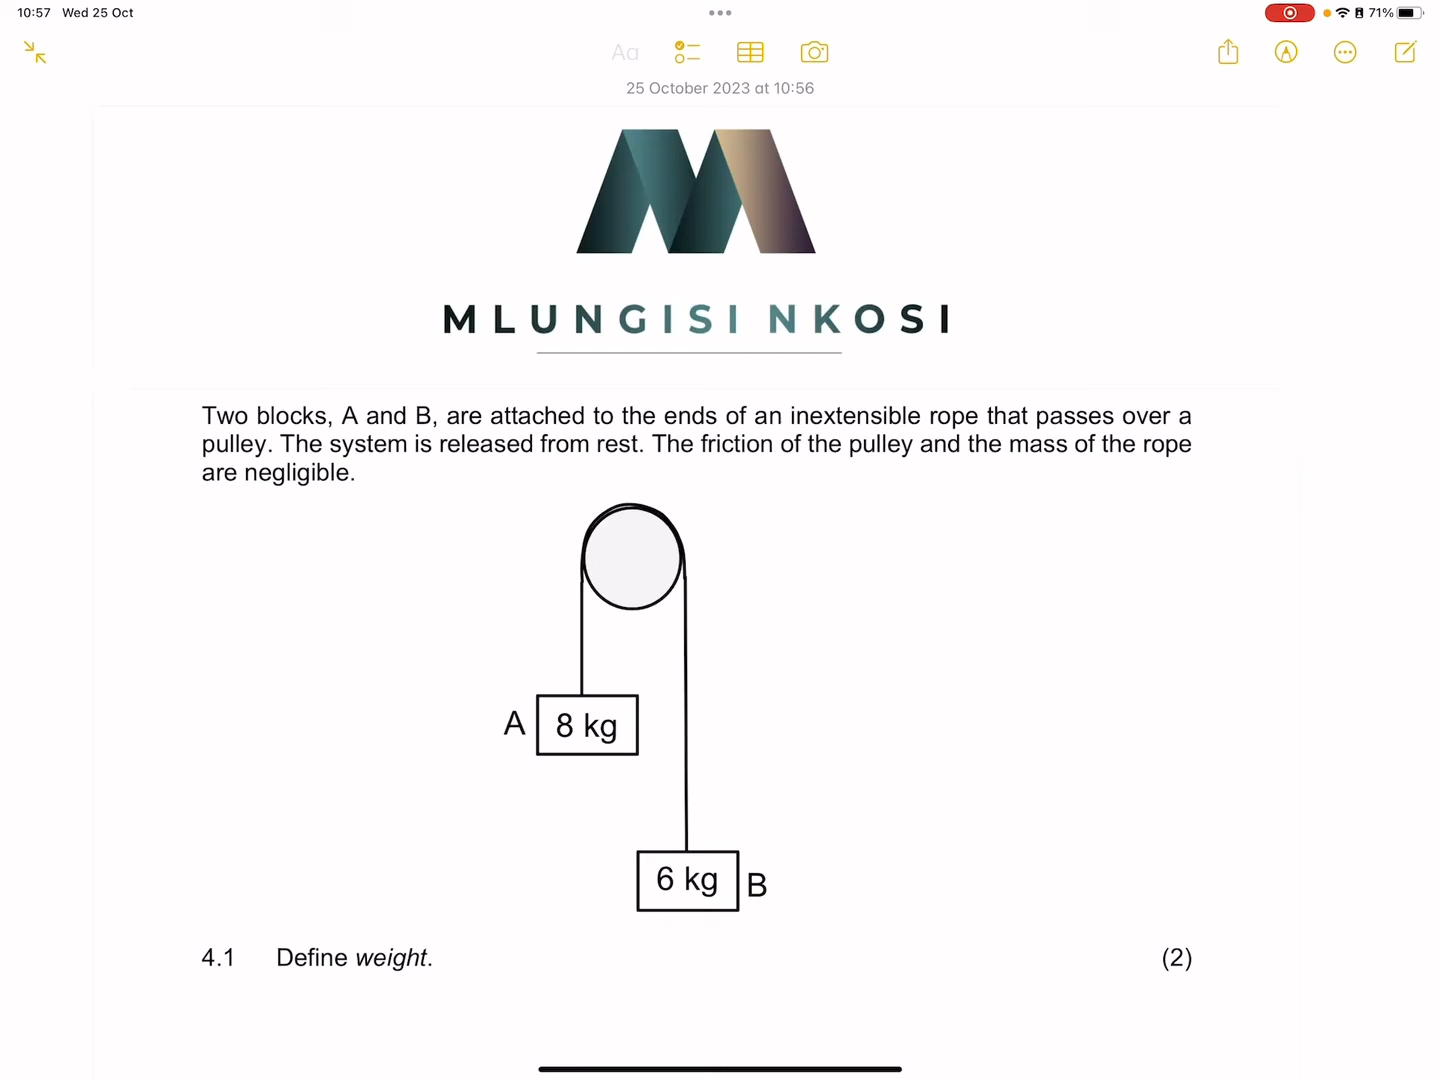 10:57 Wed 25 Oct
71%
Aa
25 October 2023 at 10:56
MLUNGISI NKOSI
Two blocks, A and B, are attached to the ends of an inextensible rope that passes over a
pulley. The system is released from rest. The friction of the pulley and the mass of the rope
are negligible.
A 8 kg
6 kg B
4.1 Define weight. (2)